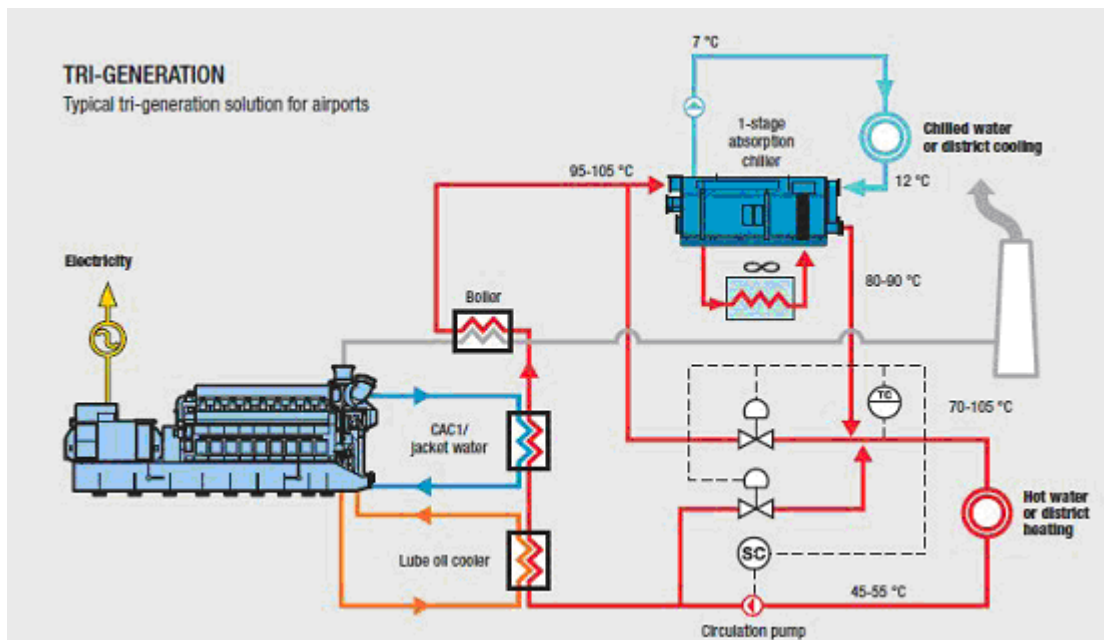 TRI-GENERATION
Typical tri-generation solution for airports
7 °C
1-stage
absorption
chiller
Chilled water
or district cooling
95-105 °C
12 °C
Electricity
80-90 °C
Boiler
TC
70-105 °C
CAC1/
jacket water
Hot water
or district
heating
SC
Lube oil cooler
45-55 °C
Circulation pump